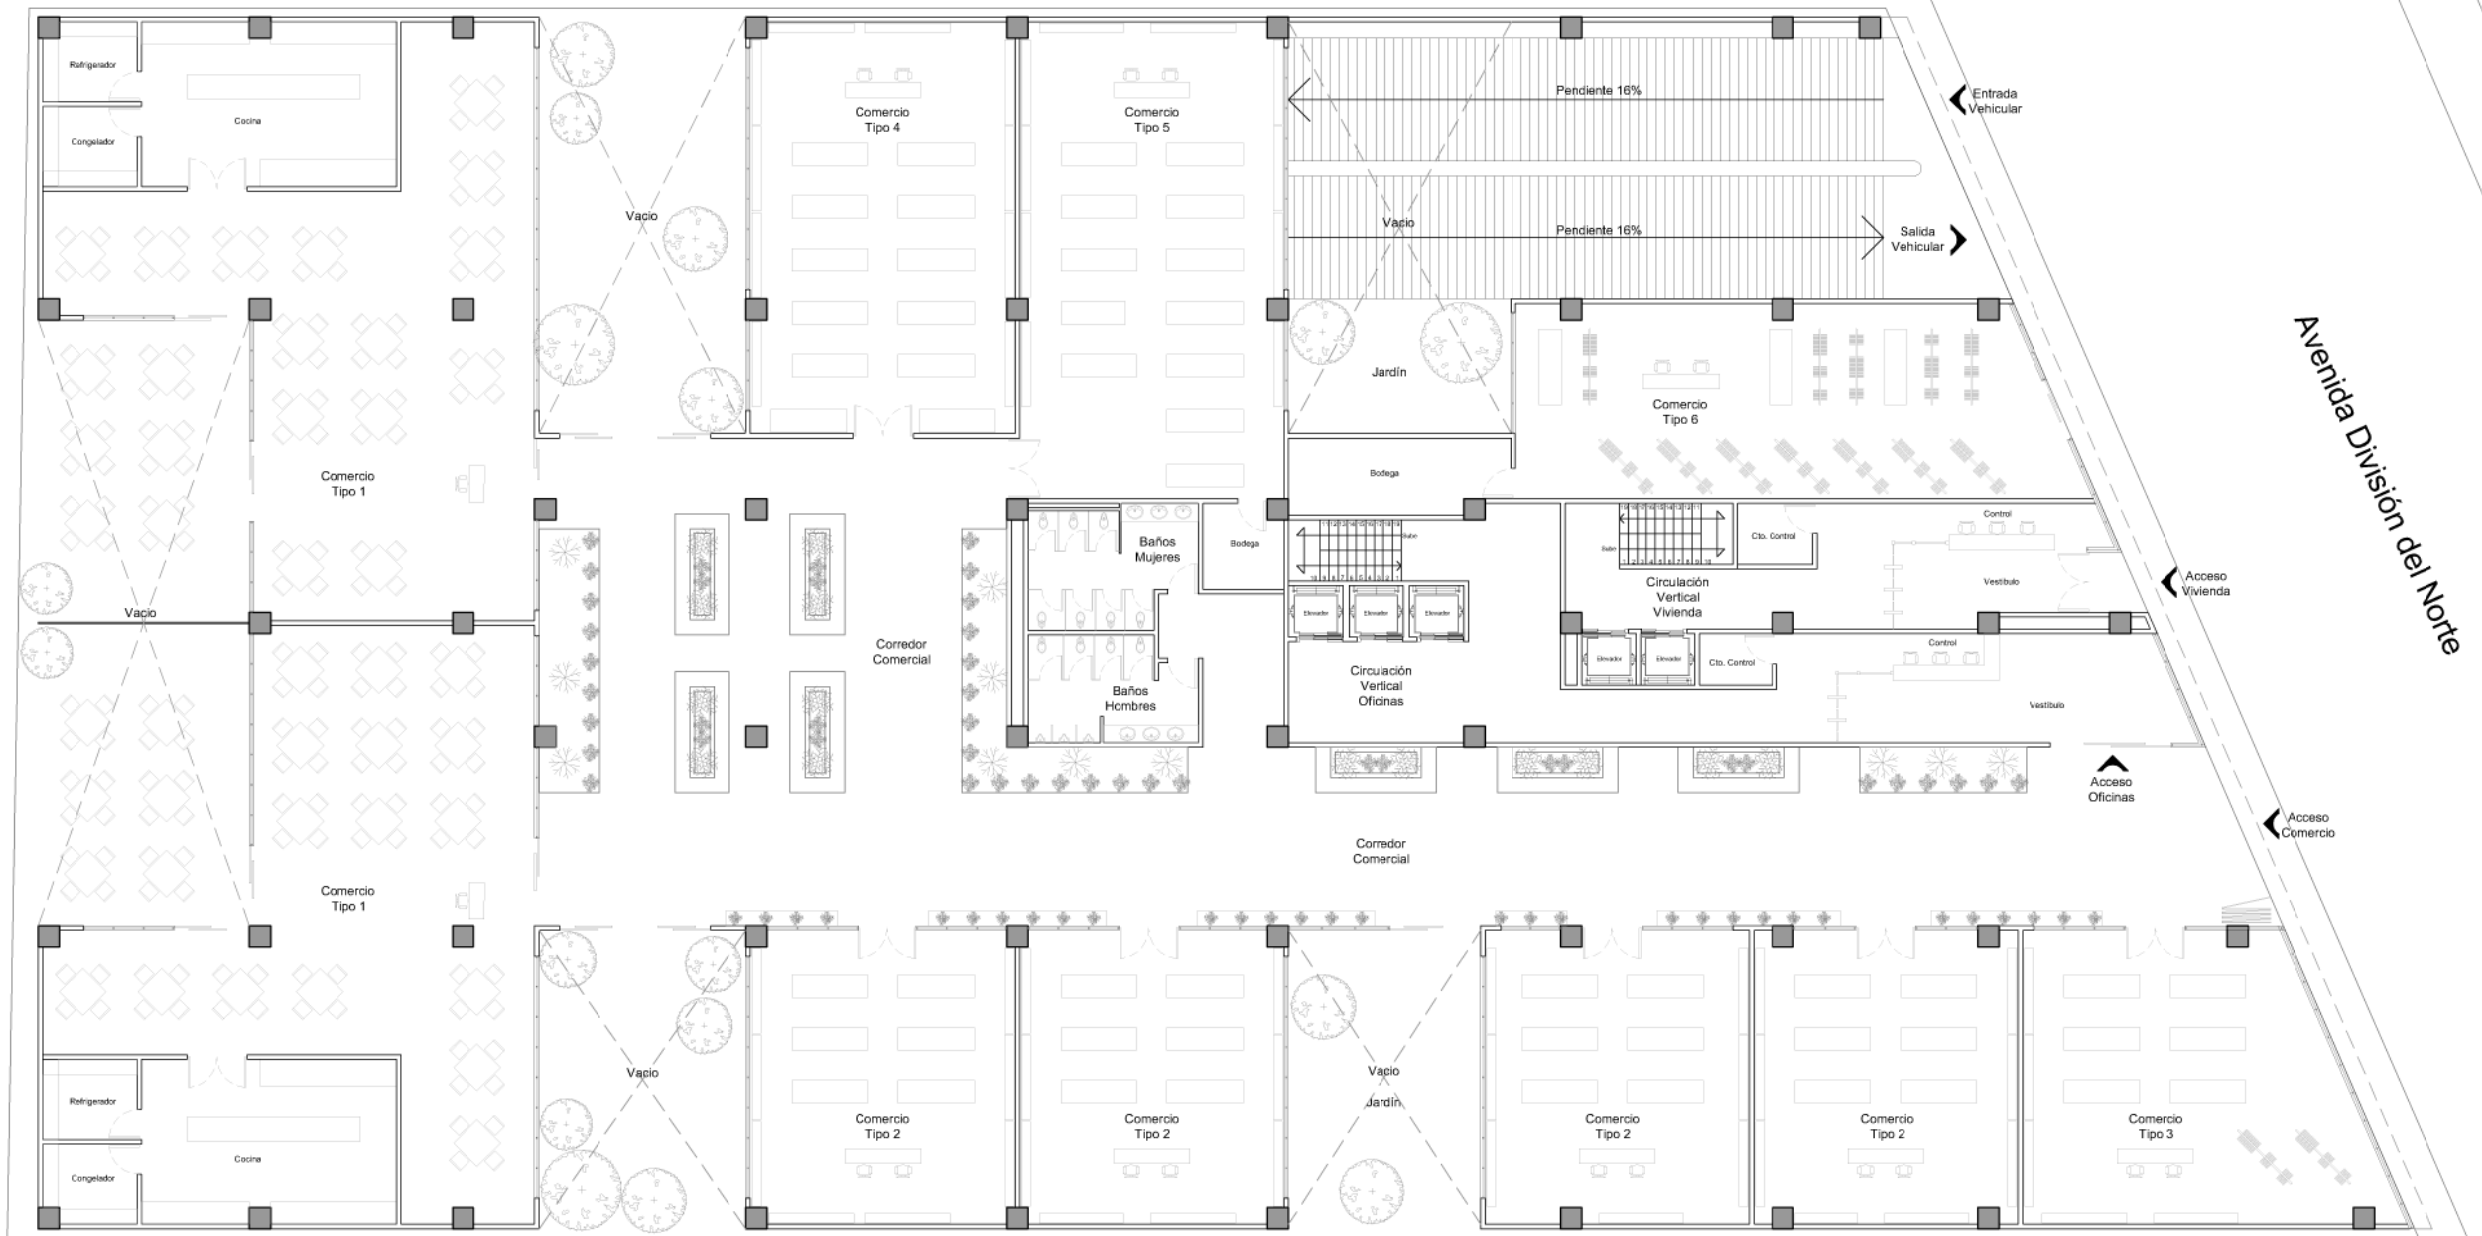 Refrigerador
Cocina
Congelador
Vacio
Comercio
Tipo 4
Comercio
Tipo 5
Pendiente 16%
Vacio
Pendiente 16%
Entrada
Vehicular
Salida
Vehicular
Avenida División del Norte
Jardín
Comercio
Tipo 6
Bodega
Comercio
Tipo 1
Vacio
Corredor
Comercial
Baños
Mujeres
Bodega
Baños
Hombres
Sube
Elevador
Elevador
Elevador
Circulación
Vertical
Oficinas
Sube
Cto. Control
Circulación
Vertical
Vivienda
Control
Vestibulo
Acceso
Vivienda
Elevador
Elevador
Cto. Control
Control
Vestibulo
Acceso
Oficinas
Acceso
Comercio
Corredor
Comercial
Comercio
Tipo 1
Refrigerador
Cocina
Congelador
Vacio
Comercio
Tipo 2
Comercio
Tipo 2
Vacio
Jardín
Comercio
Tipo 2
Comercio
Tipo 2
Comercio
Tipo 3